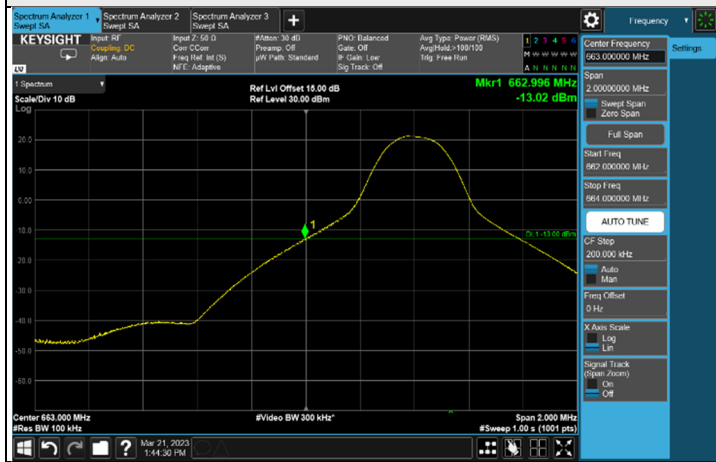 Spectrum Analyzer 1
Swept SA
Spectrum Analyzer 2
Swept SA
Spectrum Analyzer 3
Swept SA
Frequency
KEYSIGHT
Input: RF
Coupling: DC
Align: Auto
Input Z: 50 Ω
Corr CCorr
Freq Ref: Int (S)
NFE: Adaptive
#Atten: 30 dB
Preamp: Off
µW Path: Standard
PNO: Balanced
Gate: Off
IF Gain: Low
Sig Track: Off
Avg Type: Power (RMS)
Avg|Hold:>100/100
Trig: Free Run
1 2 3 4 5 6
M W W W W W
A N N N N N
LXI
1 Spectrum
Scale/Div 10 dB
Log
Ref Lvl Offset 15.00 dB
Ref Level 30.00 dBm
Mkr1 662.996 MHz
-13.02 dBm
20.0
10.0
0.00
-10.0
-20.0
-30.0
-40.0
-50.0
-60.0
1
DL1 -13.00 dBm
Center 663.000 MHz
#Res BW 100 kHz
#Video BW 300 kHz*
Span 2.000 MHz
#Sweep 1.00 s (1001 pts)
Center Frequency
663.000000 MHz
Settings
Span
2.00000000 MHz
Swept Span
Zero Span
Full Span
Start Freq
662.000000 MHz
Stop Freq
664.000000 MHz
AUTO TUNE
CF Step
200.000 kHz
Auto
Man
Freq Offset
0 Hz
X Axis Scale
Log
Lin
Signal Track
(Span Zoom)
On
Off
?
Mar 21, 2023
1:44:30 PM